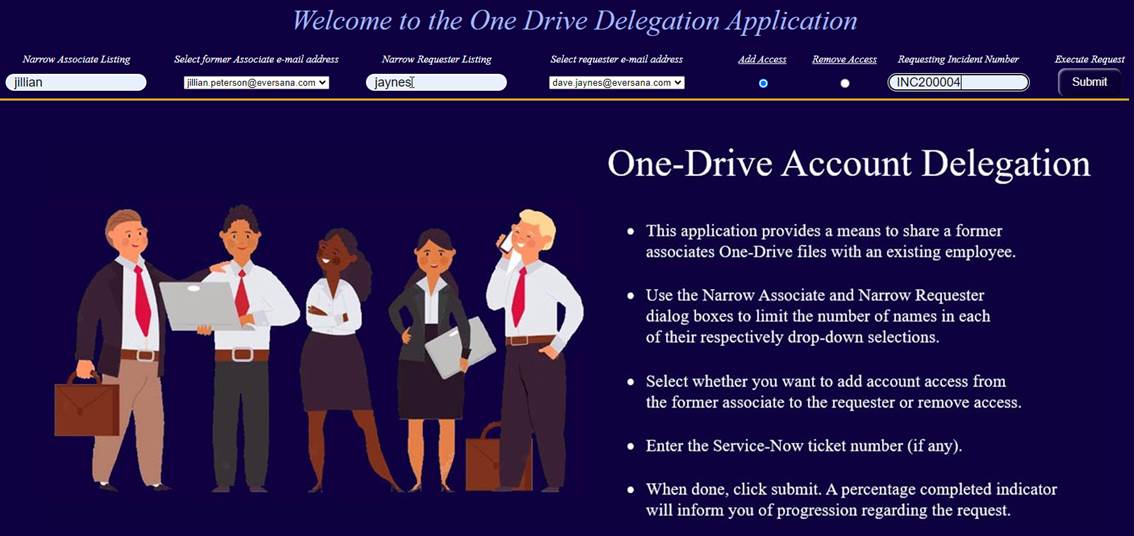 Welcome to the One Drive Delegation Application
Narrow Associate Listing Select former Associate e-mail address Narrow Requester Listing Select requester e-mail address Add Access Remove Access Requesting Incident Number Execute Request
jillian jillian.peterson@eversana.com jaynes dave.jaynes@eversana.com INC200004 Submit
One-Drive Account Delegation
• This application provides a means to share a former
associates One-Drive files with an existing employee.
• Use the Narrow Associate and Narrow Requester
dialog boxes to limit the number of names in each
of their respectively drop-down selections.
• Select whether you want to add account access from
the former associate to the requester or remove access.
• Enter the Service-Now ticket number (if any).
• When done, click submit. A percentage completed indicator
will inform you of progression regarding the request.